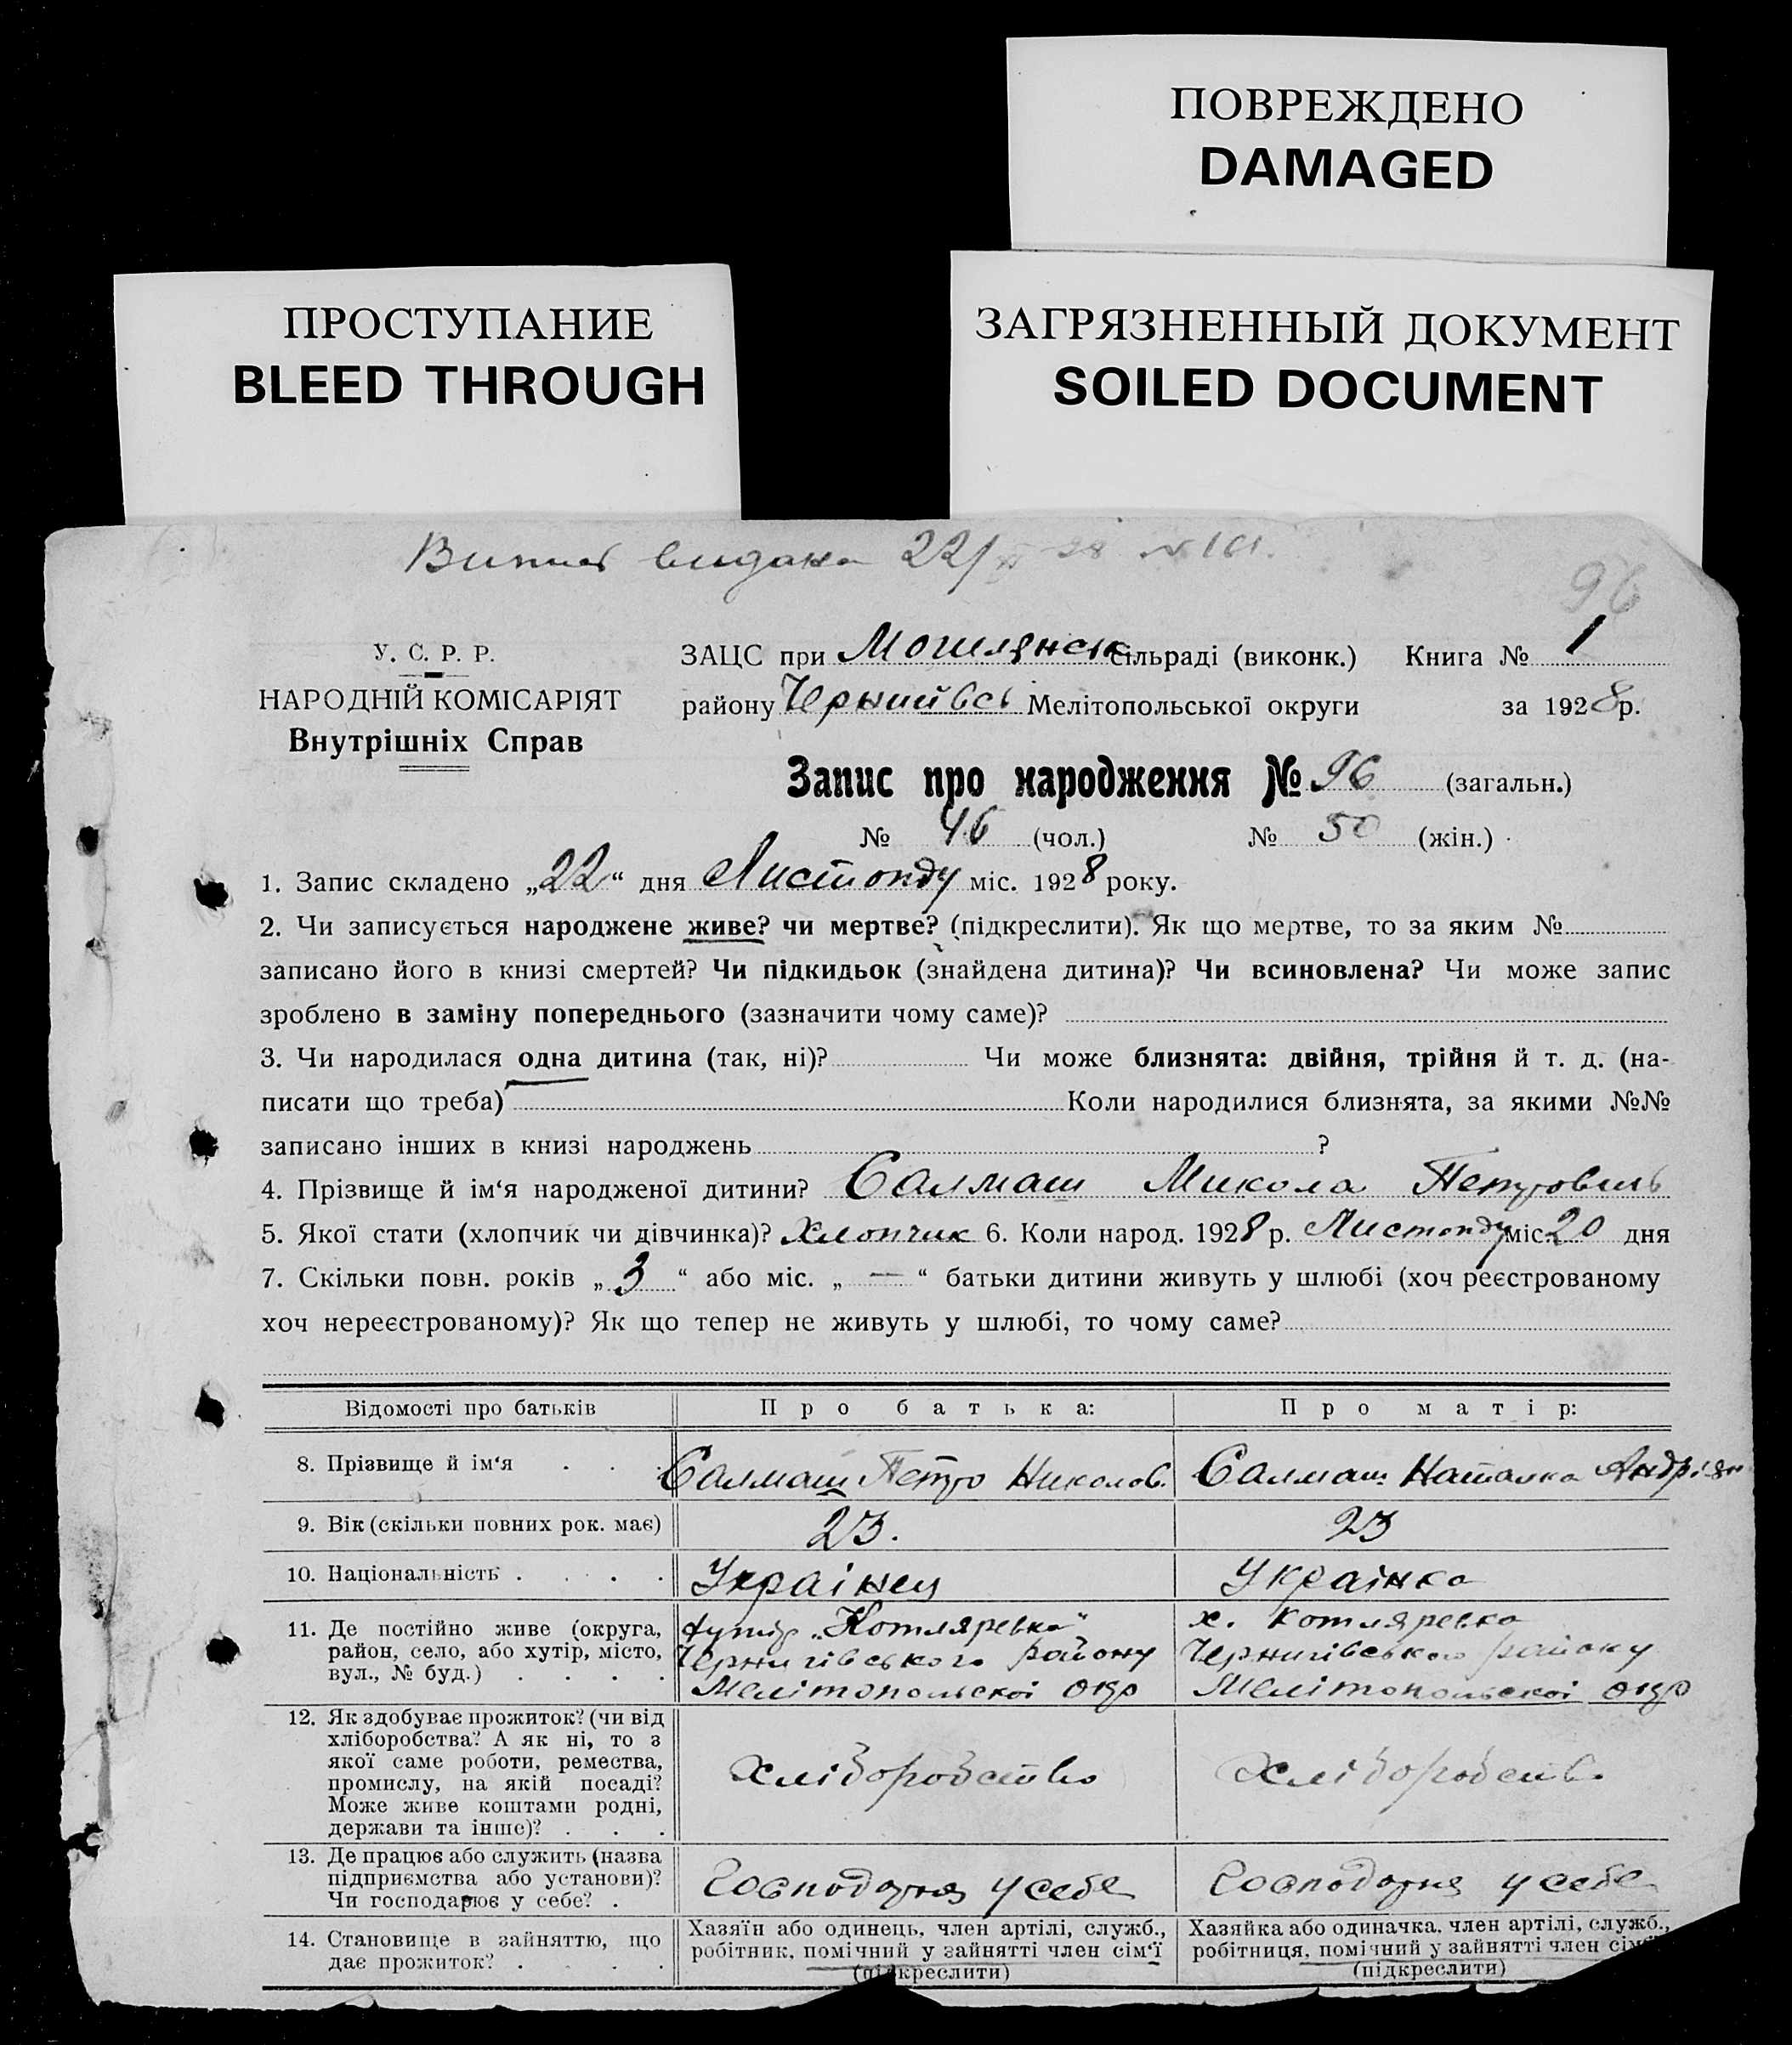 ПОВРЕЖДЕНО
DAMAGED
ПРОСТУПАНИЕ
BLEED THROUGH
ЗАГРЯЗНЕННЫЙ ДОКУМЕНТ
SOILED DOCUMENT
видана 22/XI 28 №101.
96
У. С. Р. Р.
НАРОДНІЙ КОМІСАРІЯТ
Внутрішніх Справ
ЗАЦС при Могилянськ сільраді (виконк.) Книга № 1
району Мелітопольської округи за 1928 р.
Запис про народження № 96 (загальн.)
№ 46 (чол.) № 50 (жін.)
1. Запис складено „22“ дня Листопду міс. 1928 року.
2. Чи записується народжене живе? чи мертве? (підкреслити). Як що мертве, то за яким №
записано його в книзі смертей? Чи підкидьок (знайдена дитина)? Чи всиновлена? Чи може запис
зроблено в заміну попереднього (зазначити чому саме)?
3. Чи народилася одна дитина (так, ні)? Чи може близнята: двійня, трійня й т. д. (на-
писати що треба) Коли народилися близнята, за якими №№
записано інших в книзі народжень ?
4. Прізвище й ім‘я народженої дитини? Салмаш Микола Петрович
5. Якої стати (хлопчик чи дівчинка)? Хлопчик 6. Коли народ. 1928 р. Листопду міс. 20 дня
7. Скільки повн. років „3“ або міс. „—“ батьки дитини живуть у шлюбі (хоч реєстрованому
хоч нереєстрованому)? Як що тепер не живуть у шлюбі, то чому саме?
Відомості про батьків Про батька: Про матір:
8. Прізвище й ім‘я . . . Салмаш Петро Николов. Салмаш Наталка Андріян
9. Вік (скільки повних рок. має) 23. 23
10. Національність . . . . Українец Українка
11. Де постійно живе (округа, хутір „Котляревка“ х. Котляревка
район, село, або хутір, місто, Чернигівського району Чернигівського району
вул., № буд.) . . . . Мелітопольскоі окр Мелітопольскоі окр
12. Як здобуває прожиток? (чи від
хліборобства? А як ні, то з
якої саме роботи, ремества,
промислу, на якій посаді? Хліборобство Хліборобство
Може живе коштами родні,
держави та інше)? . . .
13. Де працює або служить (назва
підприємства або установи)? у себе у себе
Чи господарює у себе? .
14. Становище в зайняттю, що Хазяїн або одинець, член артілі, служб., Хазяйка або одиначка, член артілі, служб.,
дає прожиток? . . . . робітник, помічний у зайнятті член сім‘ї робітниця, помічний у зайнятті член
(підкреслити) (підкреслити)